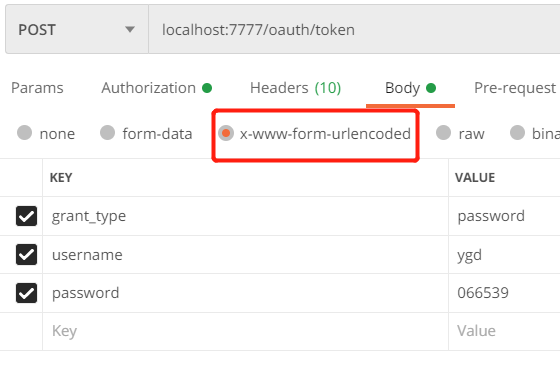 POST localhost:7777/oauth/token
Params Authorization Headers (10) Body Pre-request
none form-data x-www-form-urlencoded raw bina
KEY VALUE
grant_type password
username ygd
password 066539
Key Value